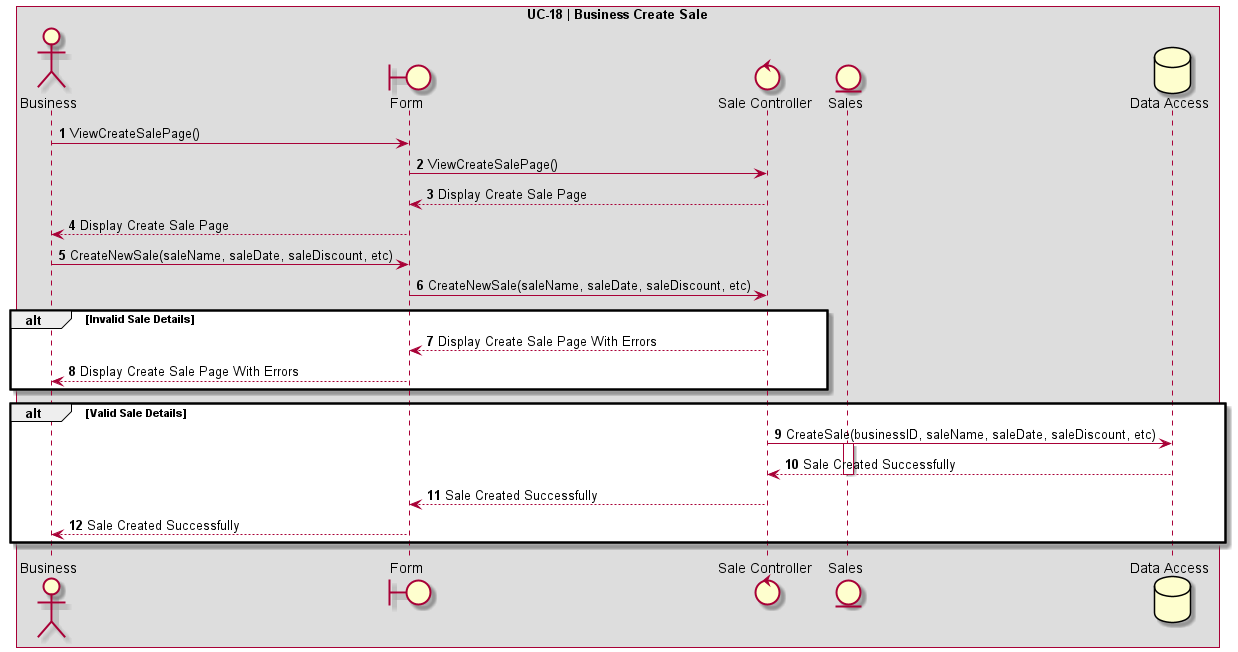 UC-18 | Business Create Sale
Business
Form
Sale Controller
Sales
Data Access
1 ViewCreateSalePage()
2 ViewCreateSalePage()
3 Display Create Sale Page
4 Display Create Sale Page
5 CreateNewSale(saleName, saleDate, saleDiscount, etc)
6 CreateNewSale(saleName, saleDate, saleDiscount, etc)
alt [Invalid Sale Details]
7 Display Create Sale Page With Errors
8 Display Create Sale Page With Errors
alt [Valid Sale Details]
9 CreateSale(businessID, saleName, saleDate, saleDiscount, etc)
10 Sale Created Successfully
11 Sale Created Successfully
12 Sale Created Successfully
Business
Form
Sale Controller
Sales
Data Access